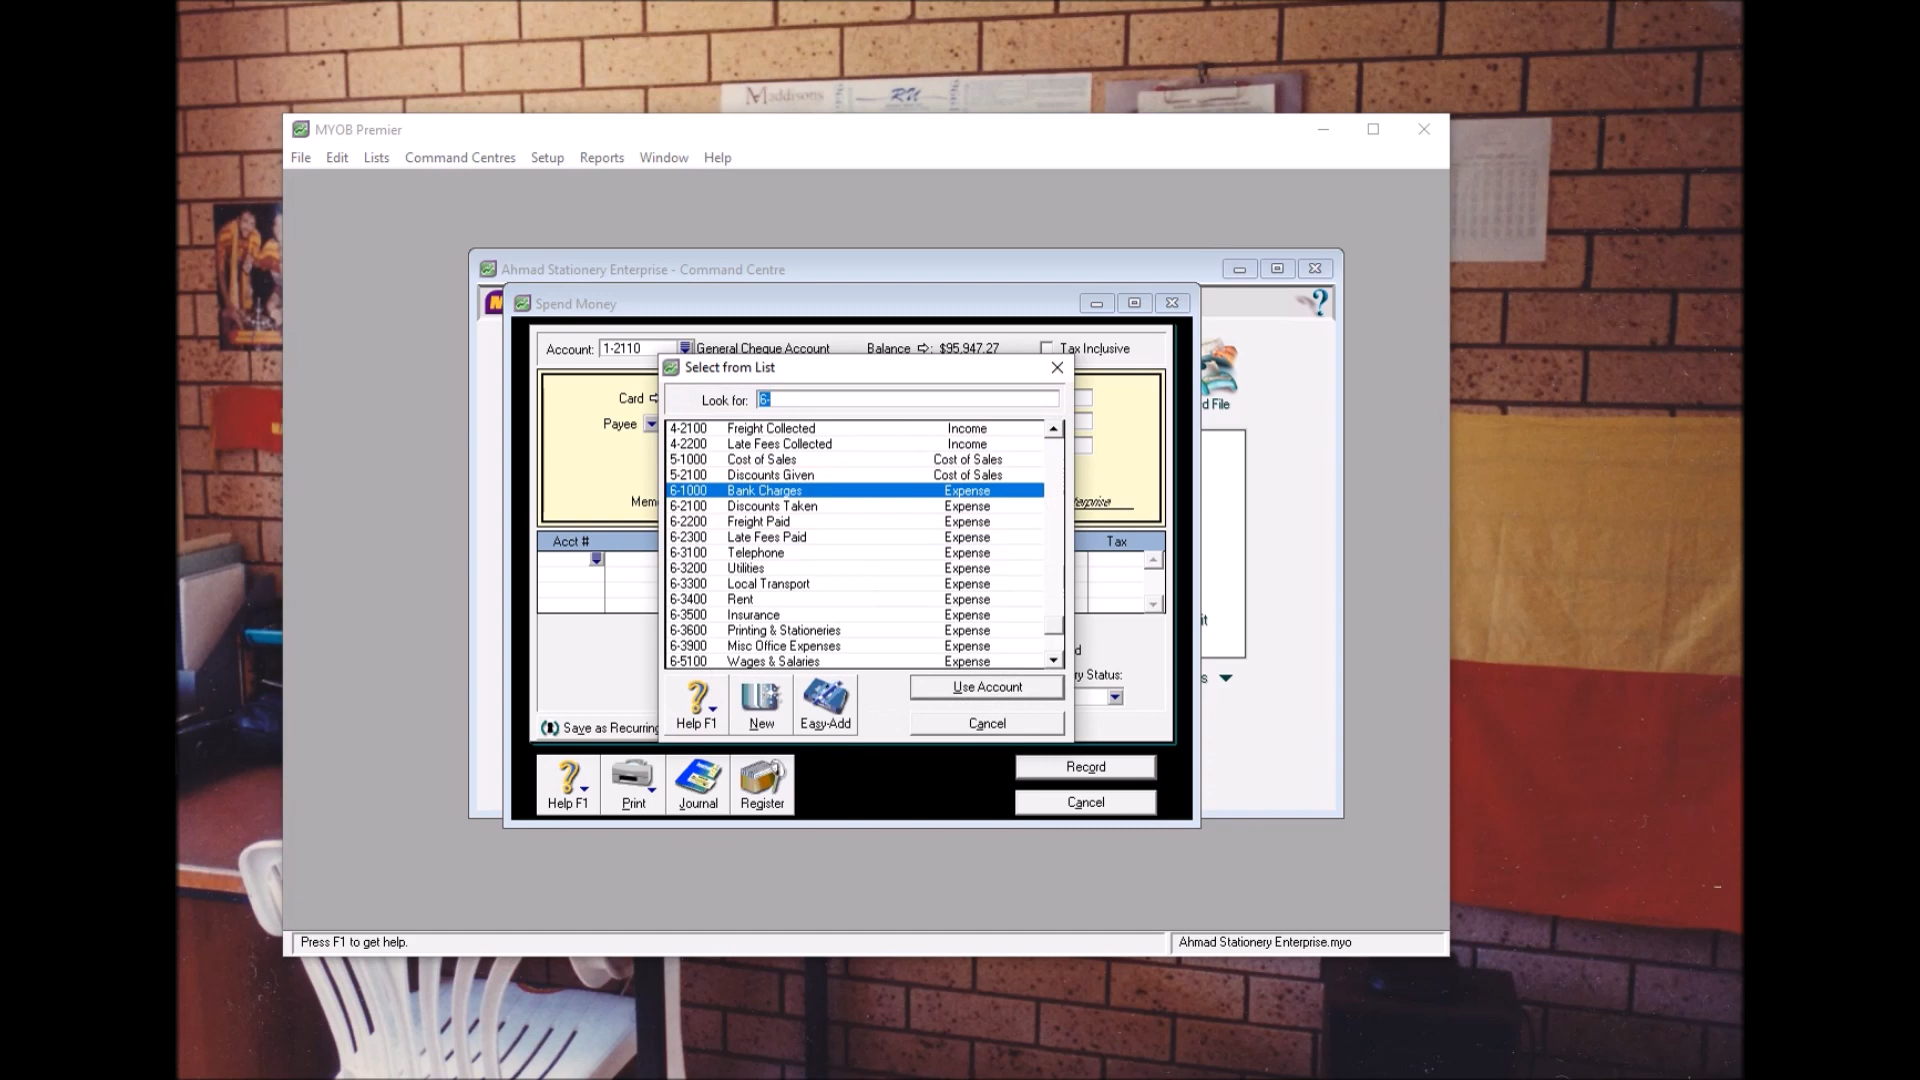 Maddisons
RU
MYOB Premier
File Edit Lists Command Centres Setup Reports Window Help
Ahmad Stationery Enterprise - Command Centre
Spend Money
Account: 1-2110 General Cheque Account Balance : $95,947.27 Tax Inclusive
Select from List
Card
Look for: 6-
Payee
4-2100 Freight Collected Income
4-2200 Late Fees Collected Income
5-1000 Cost of Sales Cost of Sales
5-2100 Discounts Given Cost of Sales
6-1000 Bank Charges Expense
6-2100 Discounts Taken Expense
6-2200 Freight Paid Expense
6-2300 Late Fees Paid Expense
6-3100 Telephone Expense
6-3200 Utilities Expense
6-3300 Local Transport Expense
6-3400 Rent Expense
6-3500 Insurance Expense
6-3600 Printing & Stationeries Expense
6-3900 Misc Office Expenses Expense
6-5100 Wages & Salaries Expense
Mem
erprise
Acct # Tax
d File
it
d
ry Status:
s
Help F1 New Easy-Add Use Account
Cancel
Save as Recurring
Help F1 Print Journal Register Record
Cancel
Press F1 to get help. Ahmad Stationery Enterprise.myo